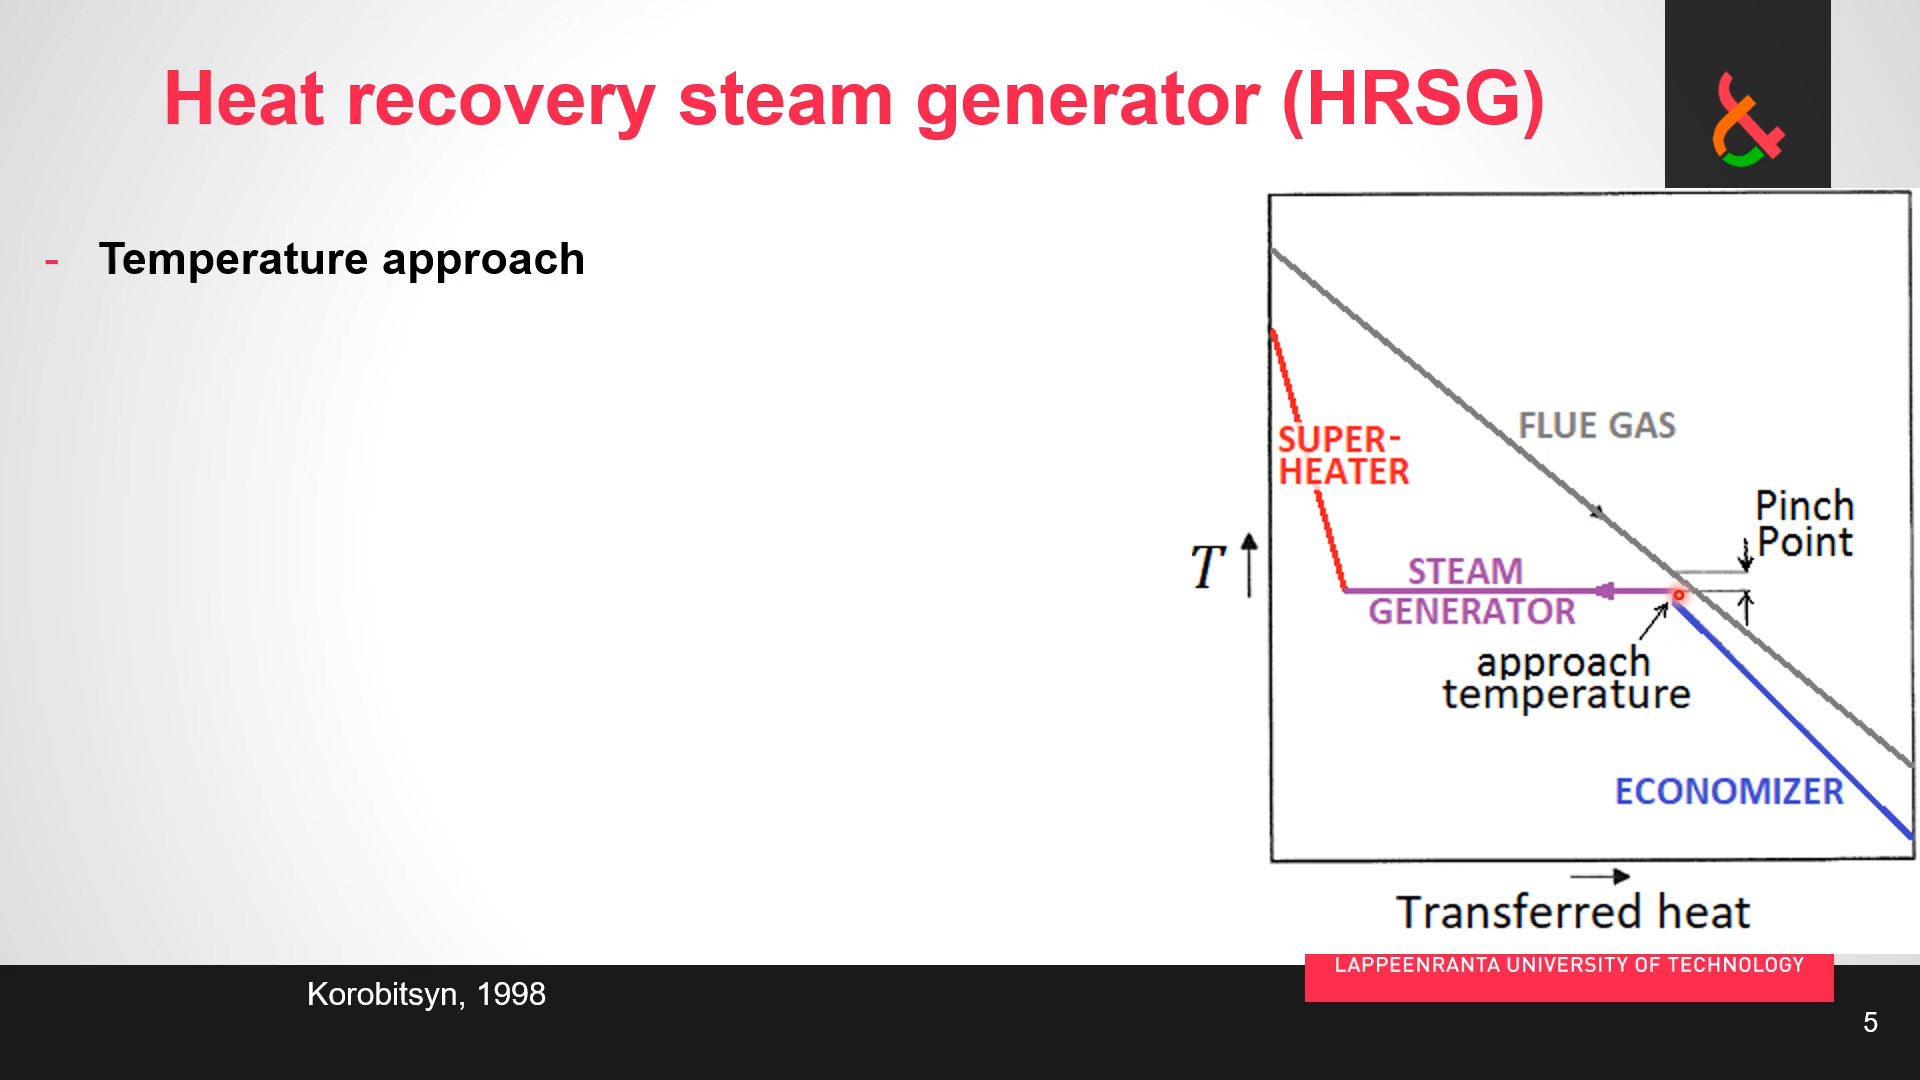 Heat recovery steam generator (HRSG)
- Temperature approach
FLUE GAS
SUPER-
HEATER
Pinch
Point
T
STEAM
GENERATOR
approach
temperature
ECONOMIZER
Transferred heat
LAPPEENRANTA UNIVERSITY OF TECHNOLOGY
Korobitsyn, 1998
5